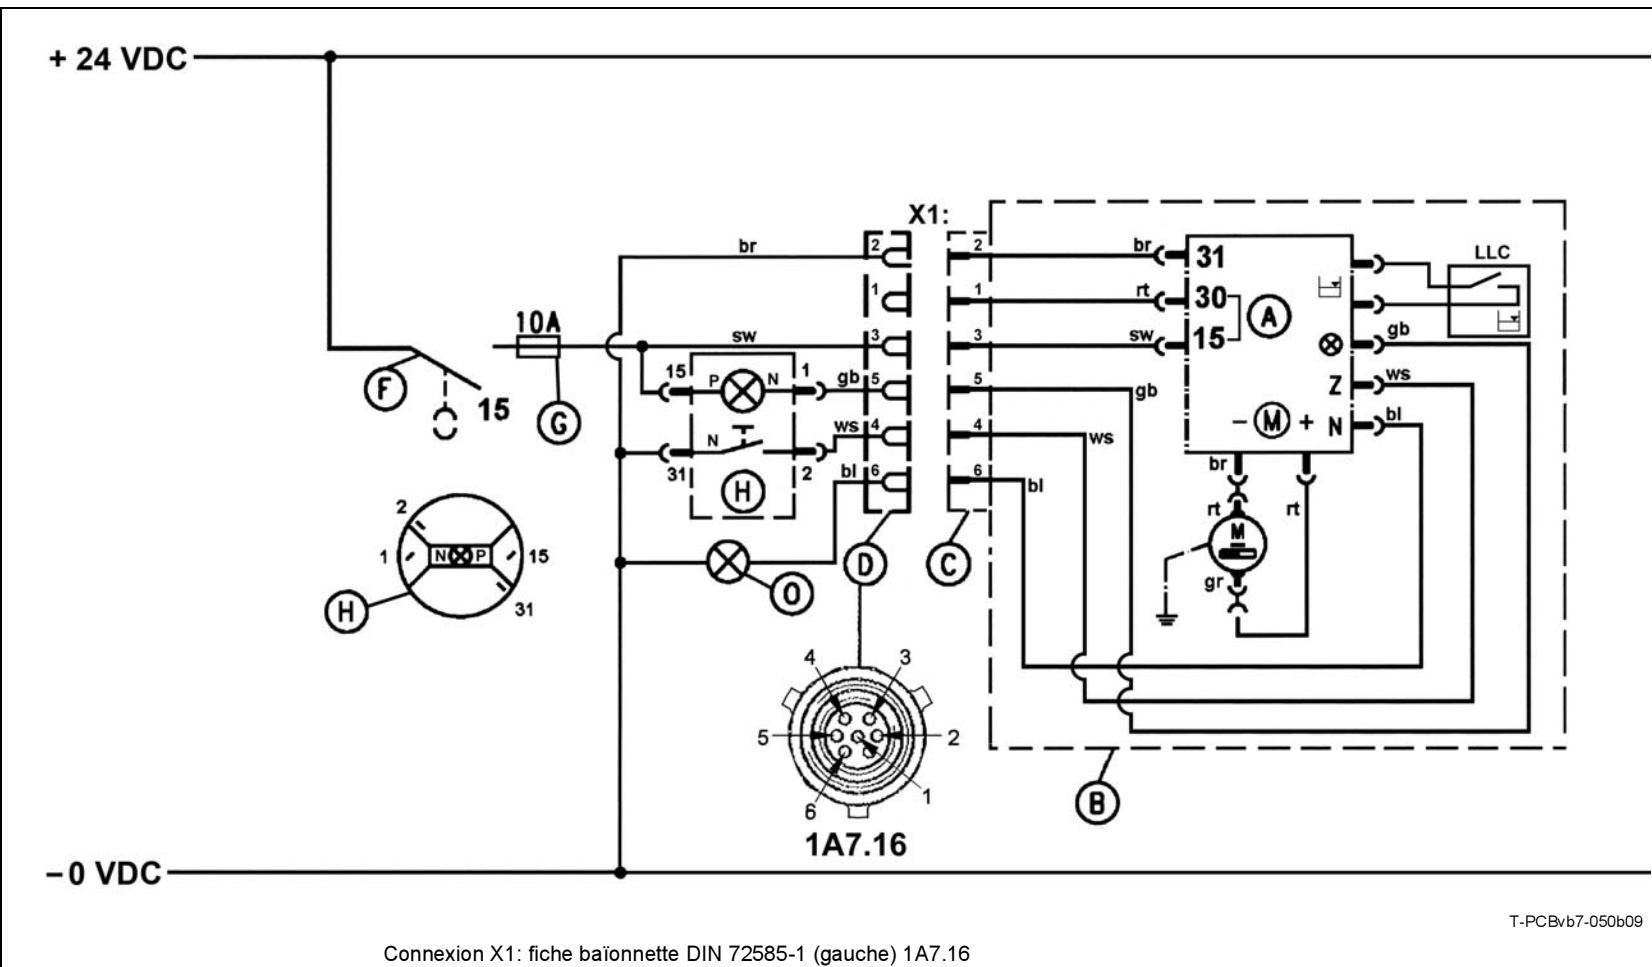 + 24 VDC
X1:
br 2 2 br 31
LLC
1 1 rt 30 A
10A sw 3 3 sw 15 gb
F 15 G
15 P N 1 gb 5 5 gb Z ws
N ws 4 4 ws – M + N bl
31 H 2 bl 6 6 bl br
rt rt
M
2
1 N P 15
31
H
O D C gr
4 3
5 2
6 1
B
1A7.16
– 0 VDC
T-PCBvb7-050b09
Connexion X1: fiche baïonnette DIN 72585-1 (gauche) 1A7.16